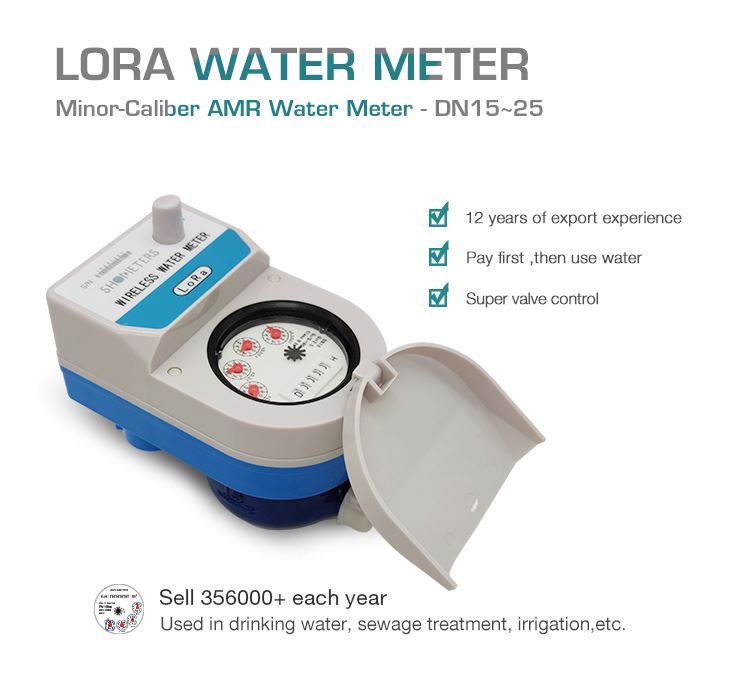 LORA WATER METER
Minor-Caliber AMR Water Meter - DN15~25
12 years of export experience
Pay first ,then use water
Super valve control
S/N
SHOMETERS
WIRELESS WATER METER
LoRa
Sell 356000+ each year
Used in drinking water, sewage treatment, irrigation,etc.